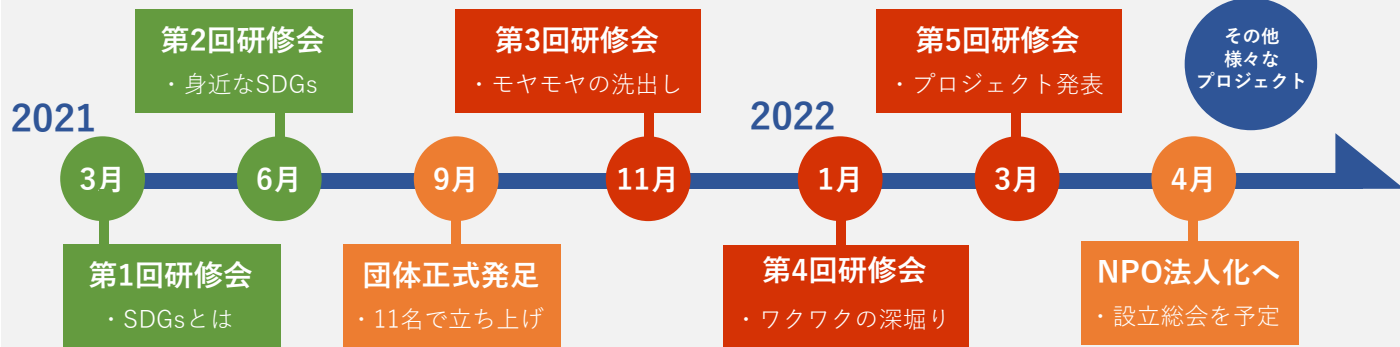 2021
3月
第1回研修会
・SDGsとは
第2回研修会
・身近なSDGs
6月
9月
団体正式発足
・11名で立ち上げ
第3回研修会
・モヤモヤの洗出し
11月
2022
1月
第4回研修会
・ワクワクの深堀り
第5回研修会
・プロジェクト発表
3月
4月
NPO法人化へ
・設立総会を予定
その他
様々な
プロジェクト